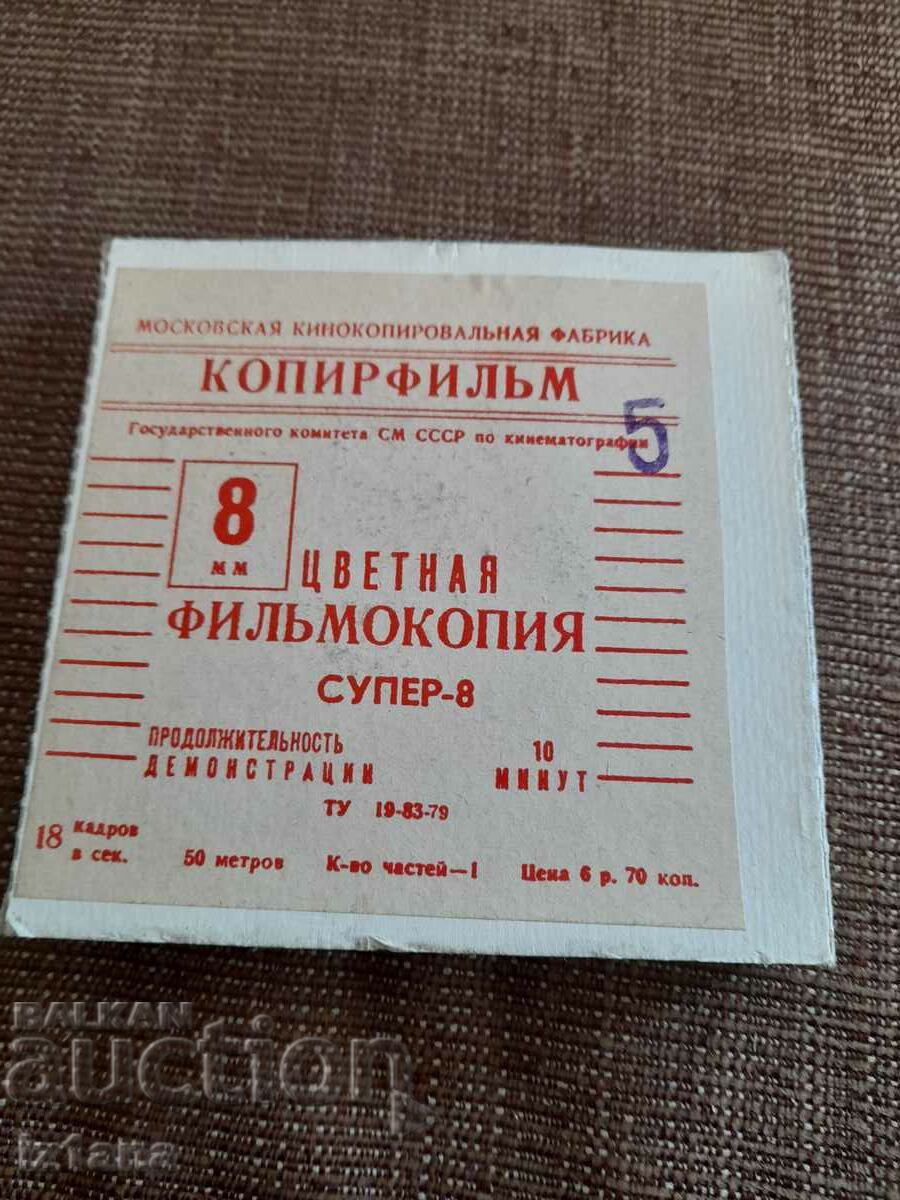 МОСКОВСКАЯ КИНОКОПИРОВАЛЬНАЯ ФАБРИКА
КОПИРФИЛЬМ
Государственного комитета СМ СССР по кинематографии
5
8
мм
ЦВЕТНАЯ
ФИЛЬМОКОПИЯ
СУПЕР-8
ПРОДОЛЖИТЕЛЬНОСТЬ 10
ДЕМОНСТРАЦИИ МИНУТ
ТУ 19-83-79
18 кадров в сек. 50 метров К-во частей—1 Цена 6 р. 70 коп.
BALKAN
auction
iztana